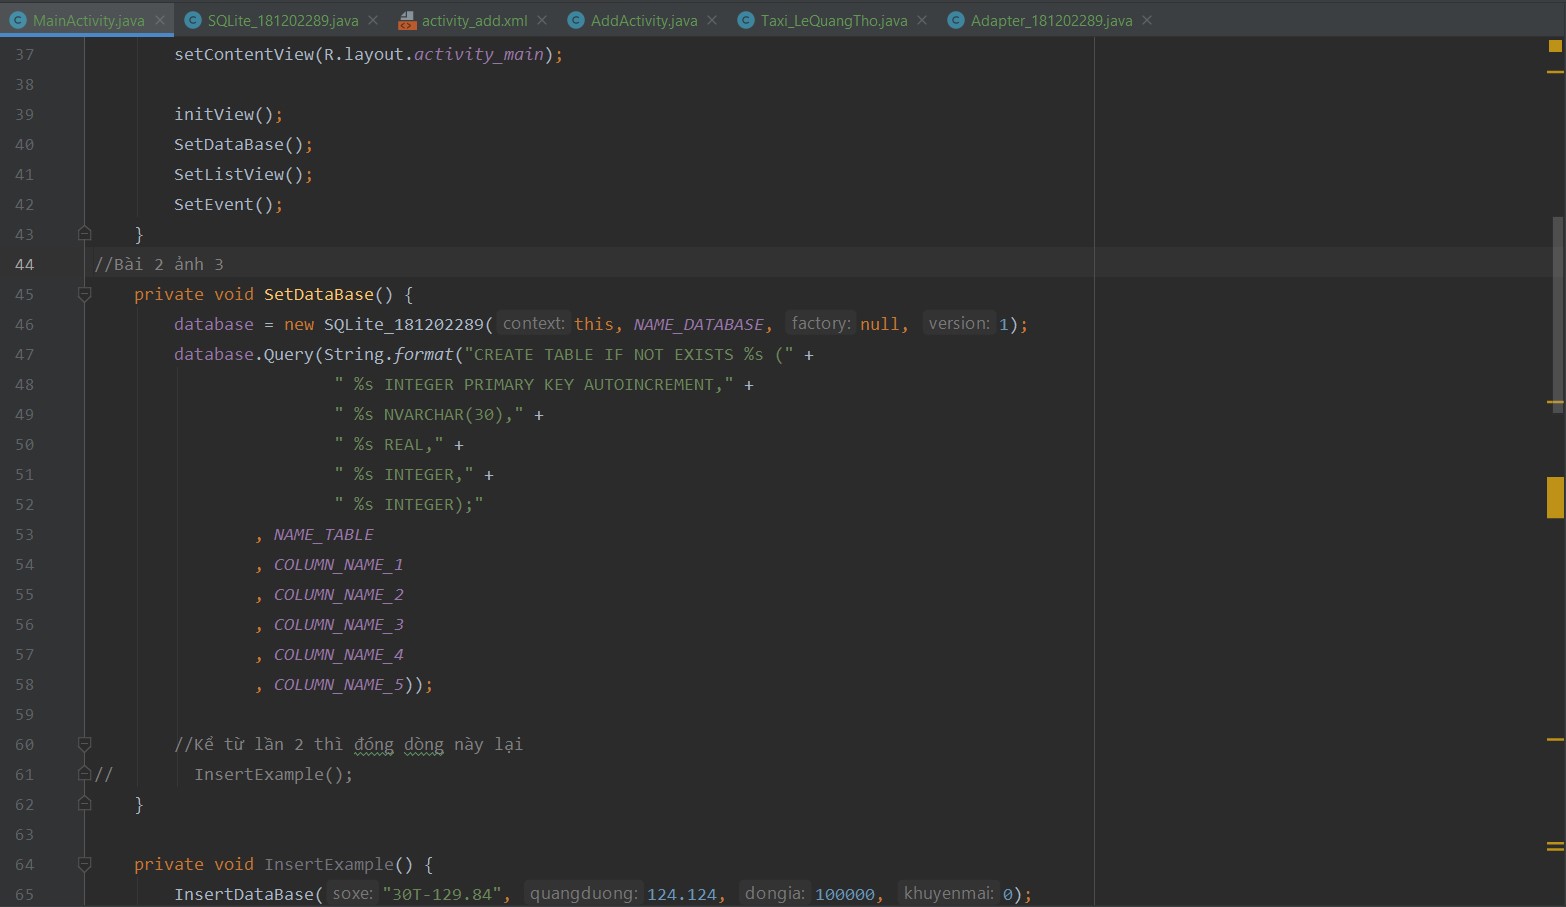 MainActivity.java × SQLite_181202289.java × activity_add.xml × AddActivity.java × Taxi_LeQuangTho.java × Adapter_181202289.java ×
37 setContentView(R.layout.activity_main);
38
39 initView();
40 SetDataBase();
41 SetListView();
42 SetEvent();
43 }
44 //Bài 2 ảnh 3
45 private void SetDataBase() {
46 database = new SQLite_181202289( context: this, NAME_DATABASE, factory: null, version: 1);
47 database.Query(String.format("CREATE TABLE IF NOT EXISTS %s (" +
48 " %s INTEGER PRIMARY KEY AUTOINCREMENT," +
49 " %s NVARCHAR(30)," +
50 " %s REAL," +
51 " %s INTEGER," +
52 " %s INTEGER);"
53 , NAME_TABLE
54 , COLUMN_NAME_1
55 , COLUMN_NAME_2
56 , COLUMN_NAME_3
57 , COLUMN_NAME_4
58 , COLUMN_NAME_5));
59
60 //Kể từ lần 2 thì đóng dòng này lại
61 // InsertExample();
62 }
63
64 private void InsertExample() {
65 InsertDataBase( soxe: "30T-129.84", quangduong: 124.124, dongia: 100000, khuyenmai: 0);